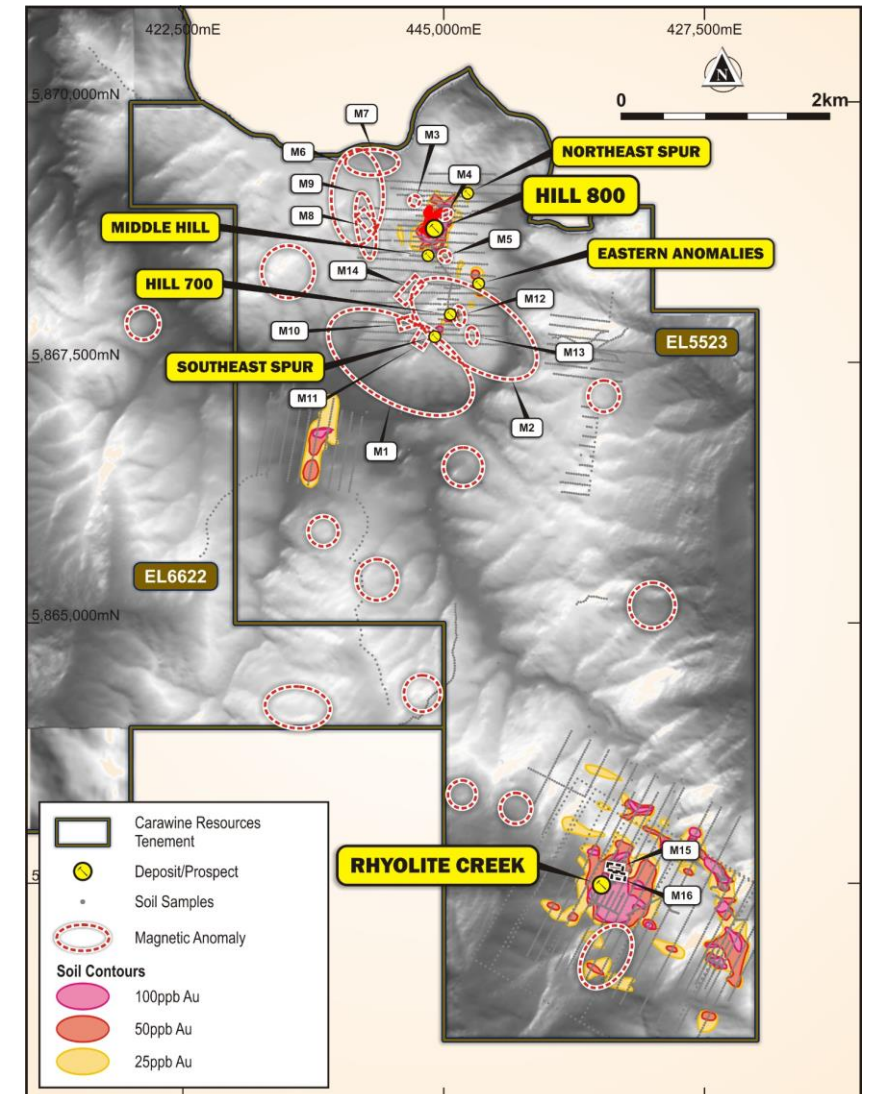 422,500mE
445,000mE
427,500mE
5,870,000mN
N
0
2km
M7
M3
M6
NORTHEAST SPUR
M4
M9
HILL 800
M8
MIDDLE HILL
M5
EASTERN ANOMALIES
M14
HILL 700
M12
M10
EL5523
5,867,500mN
M13
SOUTHEAST SPUR
M11
M2
M1
EL6622
5,865,000mN
Carawine Resources
Tenement
Deposit/Prospect
Soil Samples
Magnetic Anomaly
Soil Contours
100ppb Au
50ppb Au
25ppb Au
5
RHYOLITE CREEK
M15
M16